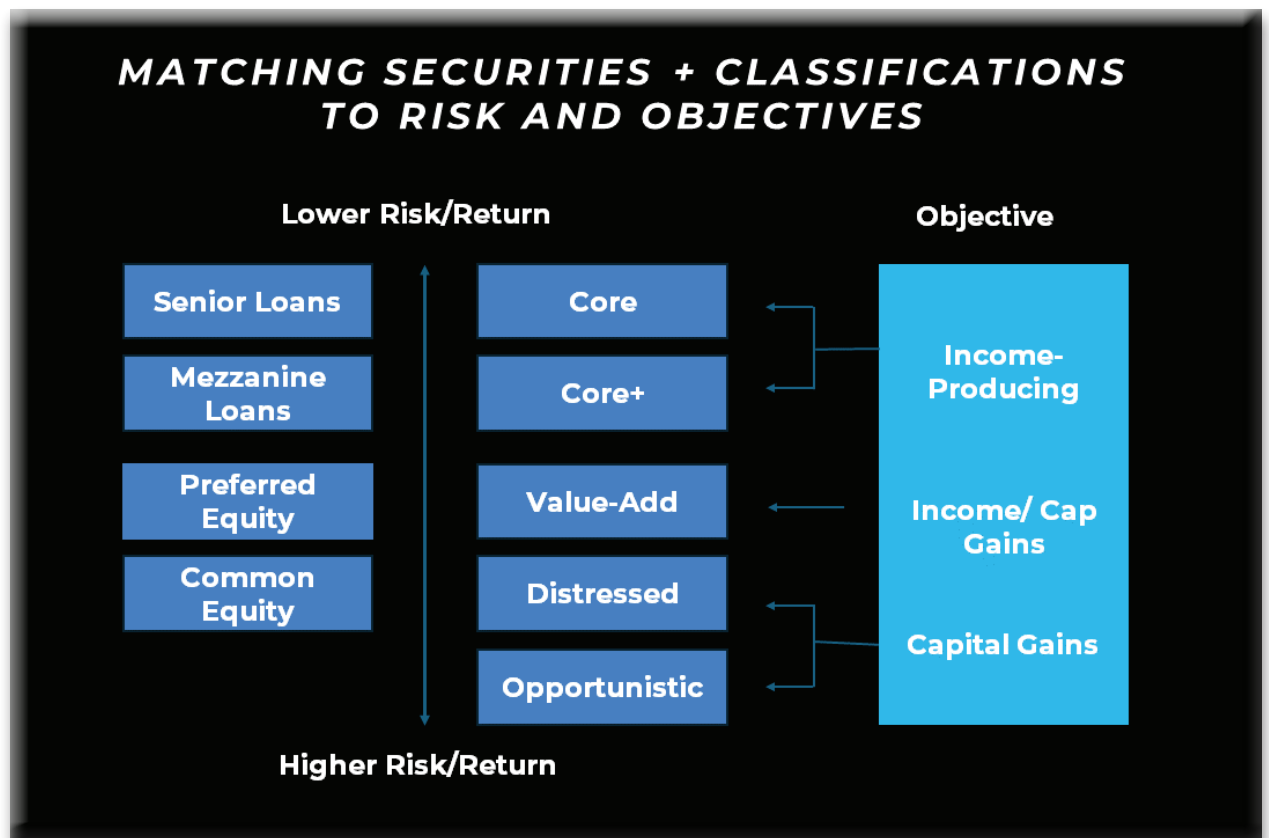 MATCHING SECURITIES + CLASSIFICATIONS
TO RISK AND OBJECTIVES
Lower Risk/Return
Objective
Senior Loans
Mezzanine
Loans
Preferred
Equity
Common
Equity
Core
Core+
Value-Add
Distressed
Opportunistic
Income-
Producing
Income/ Cap
Gains
Capital Gains
Higher Risk/Return